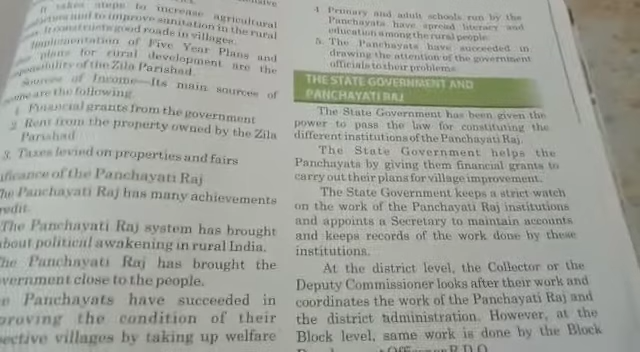 It takes steps to increase agricultural
and to improve sanitation in the rural
It constructs good roads in villages.
Implementation of Five Year Plans and
plans for rural development are the
responsibility of the Zila Parishad.
Sources of Income—Its main sources of
income are the following.
1. Financial grants from the government
2. Rent from the property owned by the Zila
Parishad
3. Taxes levied on properties and fairs
ificance of the Panchayati Raj
he Panchayati Raj has many achievements
redit.
The Panchayati Raj system has brought
about political awakening in rural India.
The Panchayati Raj has brought the
vernment close to the people.
e Panchayats have succeeded in
proving the condition of their
ective villages by taking up welfare
4. Primary and adult schools run by the
Panchayats have spread literacy and
education among the rural people.
5. The Panchayats have succeeded in
drawing the attention of the government
officials to their problems.
THE STATE GOVERNMENT AND
PANCHAYATI RAJ
The State Government has been given the
power to pass the law for constituting the
different institutions of the Panchayati Raj.
The State Government helps the
Panchayats by giving them financial grants to
carry out their plans for village improvement.
The State Government keeps a strict watch
on the work of the Panchayati Raj institutions
and appoints a Secretary to maintain accounts
and keeps records of the work done by these
institutions.
At the district level, the Collector or the
Deputy Commissioner looks after their work and
coordinates the work of the Panchayati Raj and
the district administration. However, at the
Block level, same work is done by the Block